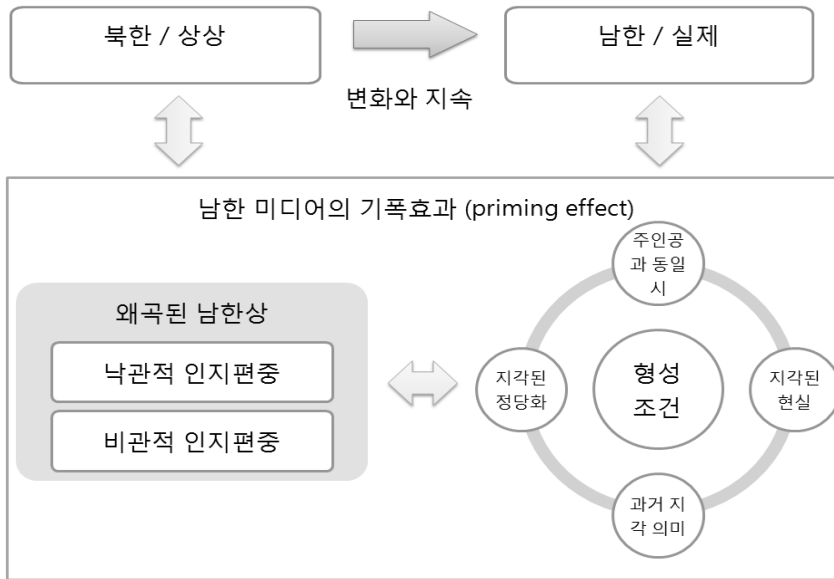 북한 / 상상
남한 / 실제
변화와 지속
남한 미디어의 기폭효과 (priming effect)
왜곡된 남한상
낙관적 인지편중
비관적 인지편중
주인공
과 동일
시
지각된
정당화
형성
조건
지각된
현실
과거 지
각 의미